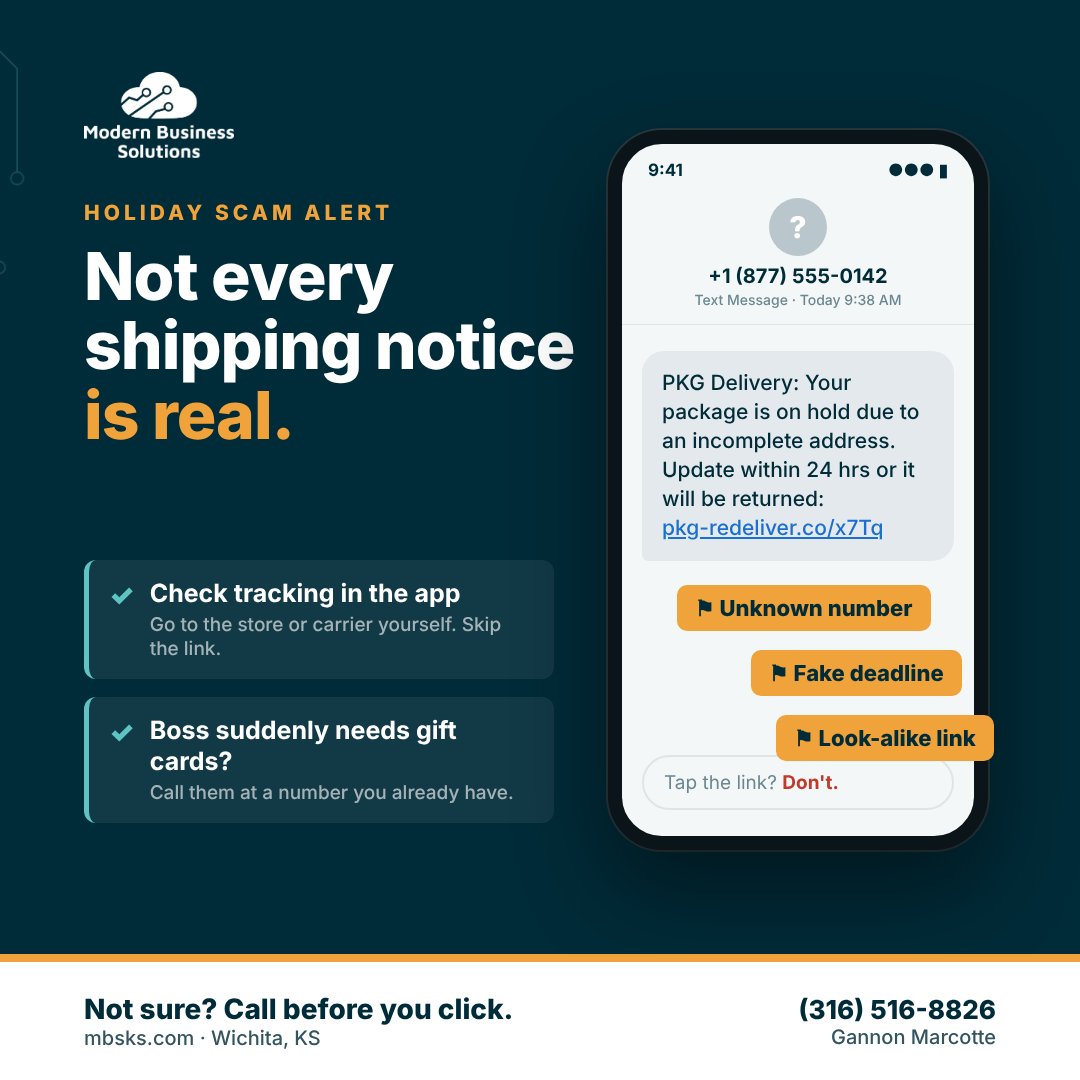 Modern Business
Solutions
HOLIDAY SCAM ALERT
Not every
shipping notice
is real.
Check tracking in the app
Go to the store or carrier yourself. Skip
the link.
Boss suddenly needs gift
cards?
Call them at a number you already have.
9:41
?
+1 (877) 555-0142
Text Message · Today 9:38 AM
PKG Delivery: Your
package is on hold due to
an incomplete address.
Update within 24 hrs or it
will be returned:
pkg-redeliver.co/x7Tq
Unknown number
Fake deadline
Look-alike link
Tap the link? Don't.
Not sure? Call before you click.
mbsks.com · Wichita, KS
(316) 516-8826
Gannon Marcotte